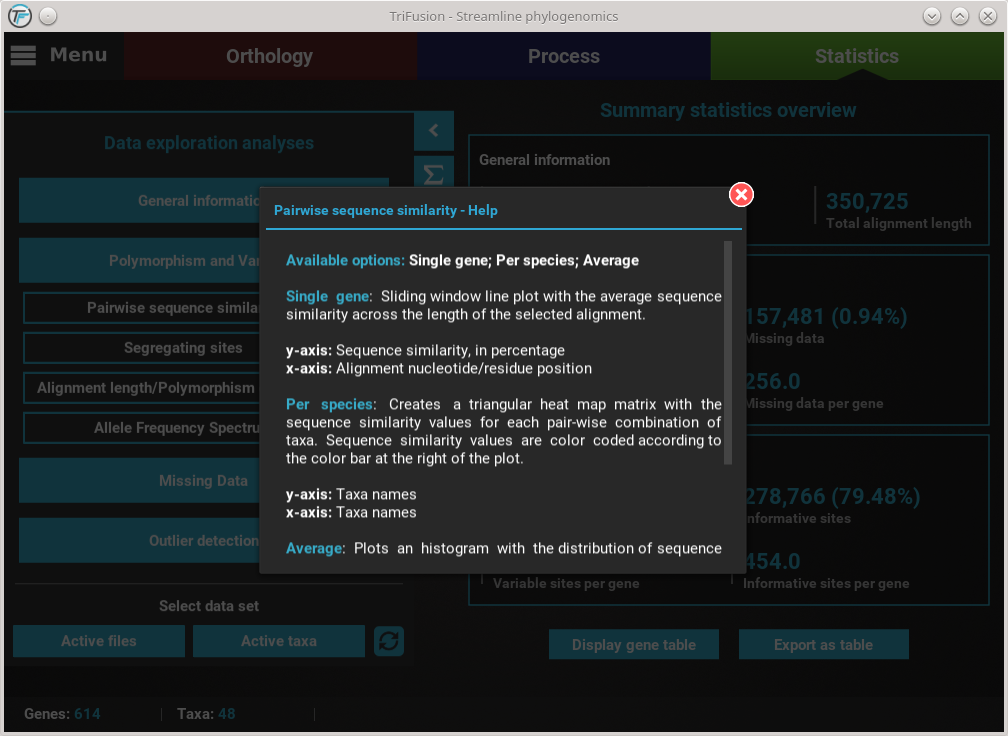 TriFusion - Streamline phylogenomics
Menu
Orthology
Process
Statistics
Data exploration analyses
Summary statistics overview
General information
350,725
Total alignment length
Polymorphism and
Pairwise sequence
Segregating sites
Alignment length/Polymorphism
Allele Frequency
Missing Data
Outlier detection
Select data set
Active files
Active taxa
Pairwise sequence similarity - Help
Available options: Single gene; Per species; Average
Single gene: Sliding window line plot with the average sequence
similarity across the length of the selected alignment.
y-axis: Sequence similarity, in percentage
x-axis: Alignment nucleotide/residue position
Per species: Creates a triangular heat map matrix with the
sequence similarity values for each pair-wise combination of
taxa. Sequence similarity values are color coded according to
the color bar at the right of the plot.
y-axis: Taxa names
x-axis: Taxa names
Average: Plots an histogram with the distribution of sequence
157,481 (0.94%)
Missing data
256.0
Missing data per gene
278,766 (79.48%)
Informative sites
454.0
Variable sites per gene
Informative sites per gene
Display gene table
Export as table
Genes: 614
Taxa: 48